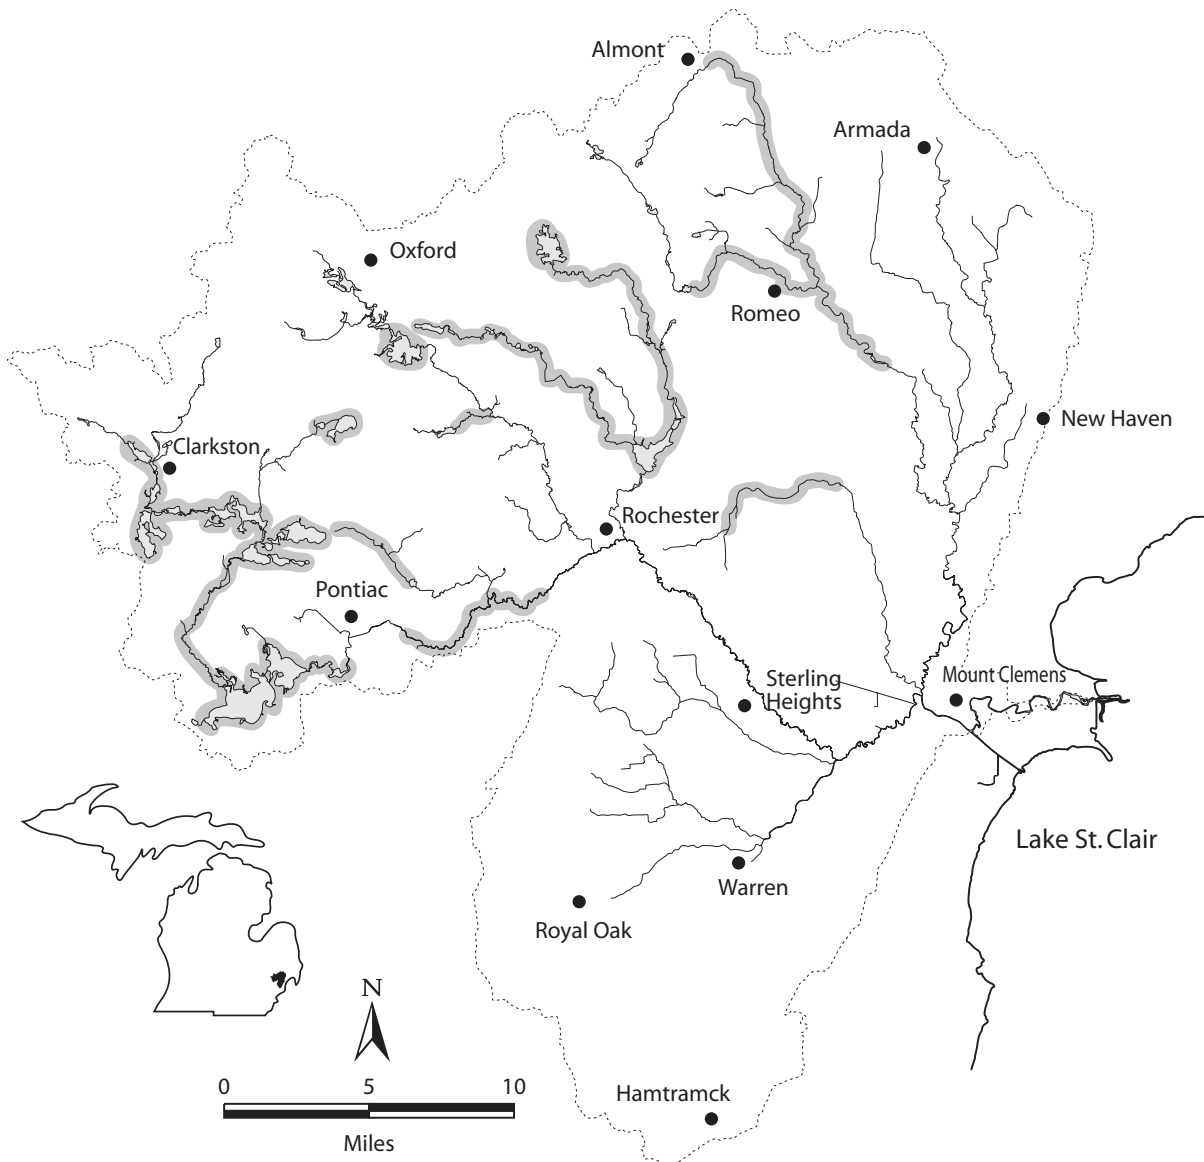 Almont
Armada
Oxford
Romeo
New Haven
Clarkston
Rochester
Pontiac
Mount Clemens
Sterling
Heights
Lake St. Clair
Warren
Royal Oak
N
0 5 10
Miles
Hamtramck